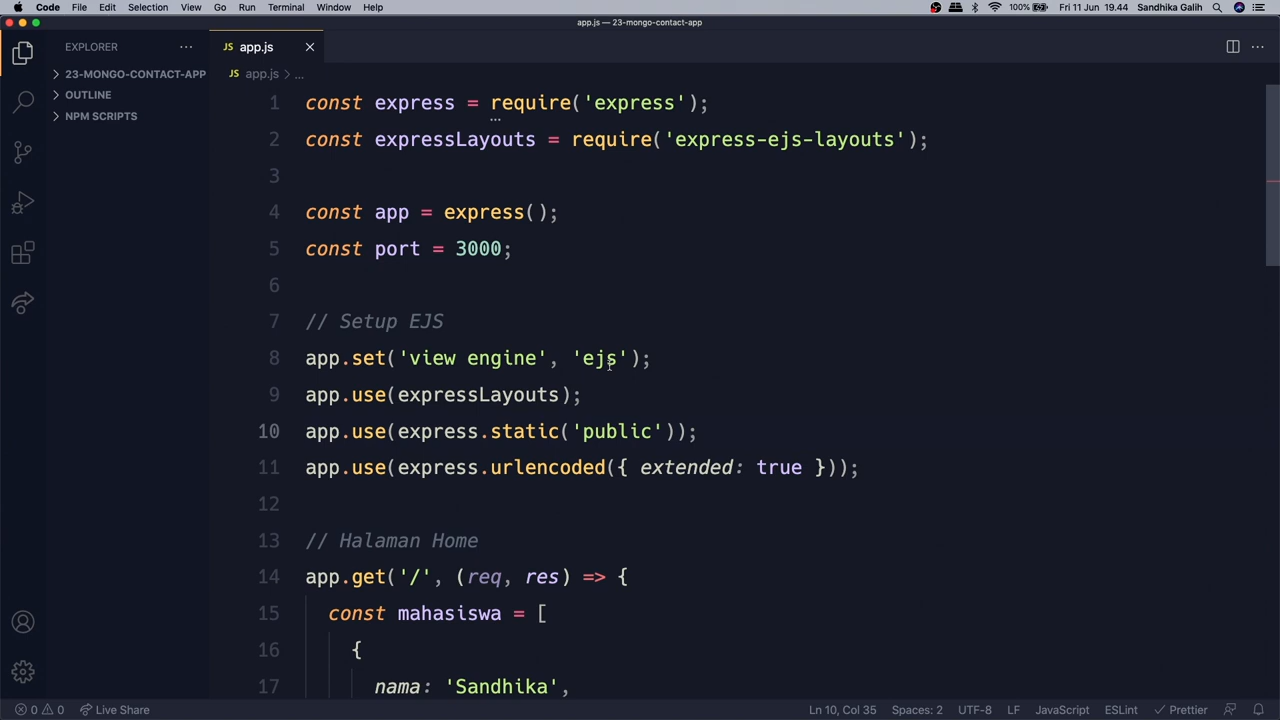 Code File Edit Selection View Go Run Terminal Window Help 100% Fri 11 Jun 19.44 Sandhika Galih
app.js — 23-mongo-contact-app
EXPLORER
app.js
23-MONGO-CONTACT-APP
OUTLINE
NPM SCRIPTS
JS app.js > ...
1 const express = require('express');
2 const expressLayouts = require('express-ejs-layouts');
3
4 const app = express();
5 const port = 3000;
6
7 // Setup EJS
8 app.set('view engine', 'ejs');
9 app.use(expressLayouts);
10 app.use(express.static('public'));
11 app.use(express.urlencoded({ extended: true }));
12
13 // Halaman Home
14 app.get('/', (req, res) => {
15 const mahasiswa = [
16 {
17 nama: 'Sandhika',
0 0 Live Share Ln 10, Col 35 Spaces: 2 UTF-8 LF JavaScript ESLint Prettier